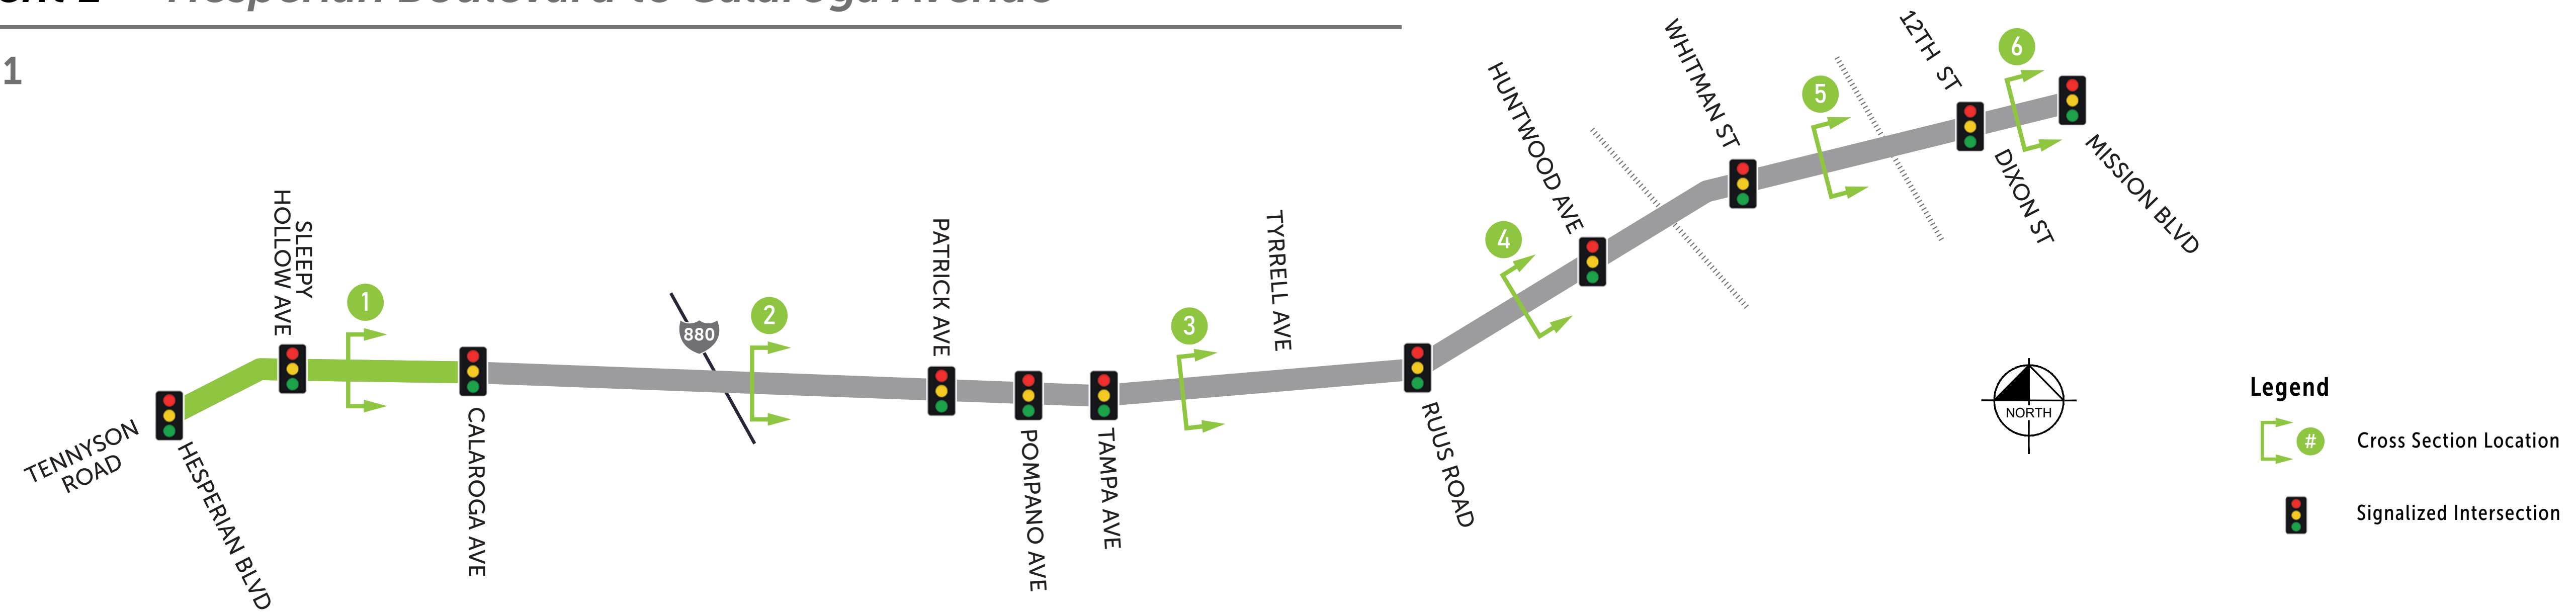 Hesperian Boulevard to Calaroga Avenue
1
12TH ST
6
WHITMAN ST
5
HUNTWOOD AVE
DIXON ST
MISSION BLVD
SLEEPY
HOLLOW AVE
1
880
2
PATRICK AVE
3
TYRRELL AVE
4
TENNYSON
ROAD
HESPERIAN BLVD
CALAROGA AVE
POMPANO AVE
TAMPA AVE
RUUS ROAD
NORTH
Legend
# Cross Section Location
Signalized Intersection